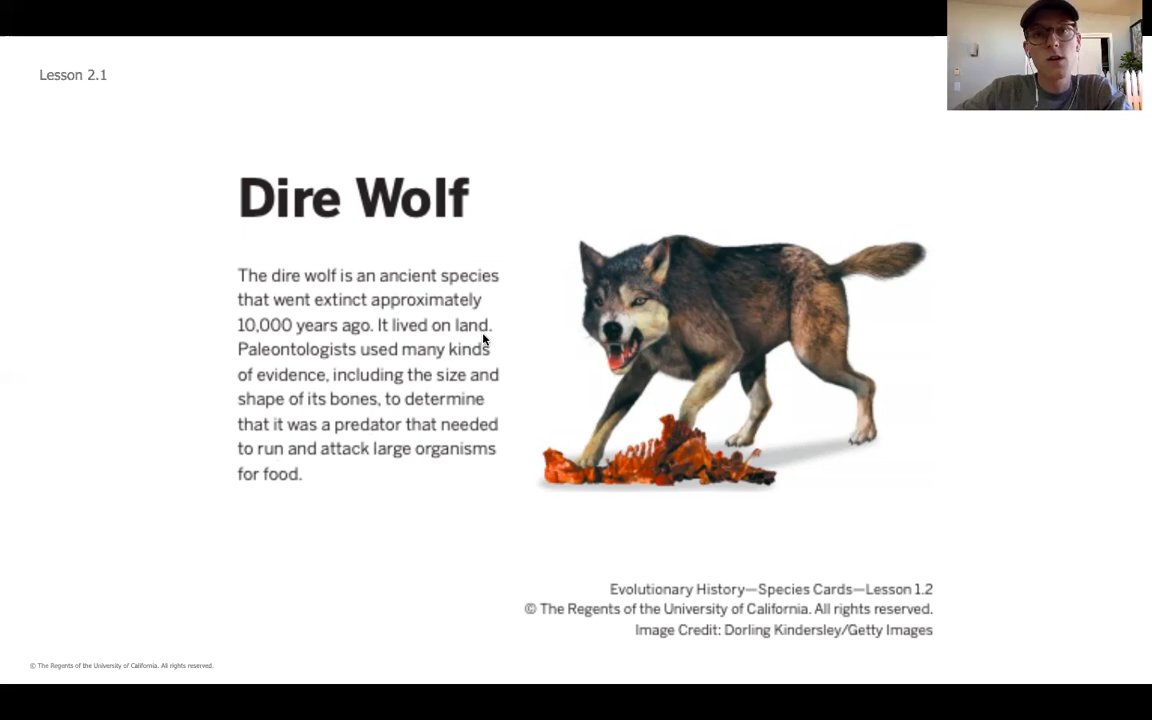 Lesson 2.1
Dire Wolf
The dire wolf is an ancient species
that went extinct approximately
10,000 years ago. It lived on land.
Paleontologists used many kinds
of evidence, including the size and
shape of its bones, to determine
that it was a predator that needed
to run and attack large organisms
for food.
Evolutionary History—Species Cards—Lesson 1.2
© The Regents of the University of California. All rights reserved.
Image Credit: Dorling Kindersley/Getty Images
© The Regents of the University of California. All rights reserved.